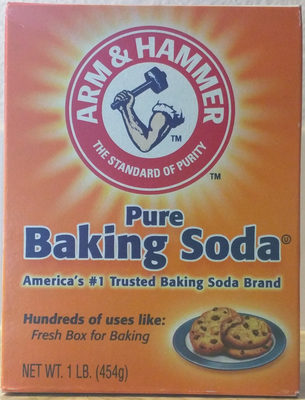 ARM & HAMMER
THE STANDARD OF PURITY
TM
TM
Pure
Baking Soda
America's #1 Trusted Baking Soda Brand
Hundreds of uses like:
Fresh Box for Baking
NET WT. 1 LB. (454g)